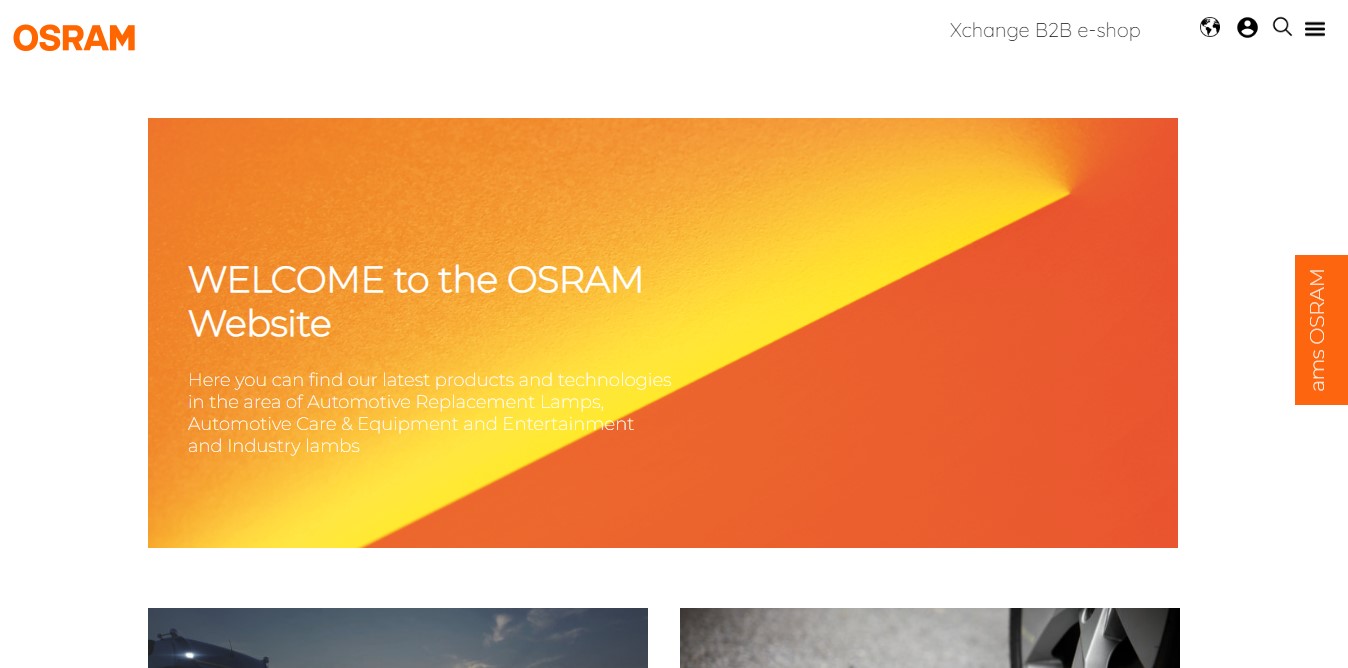 OSRAM
Xchange B2B e-shop
WELCOME to the OSRAM
Website
Here you can find our latest products and technologies
in the area of Automotive Replacement Lamps,
Automotive Care & Equipment and Entertainment
and Industry lambs
ams OSRAM